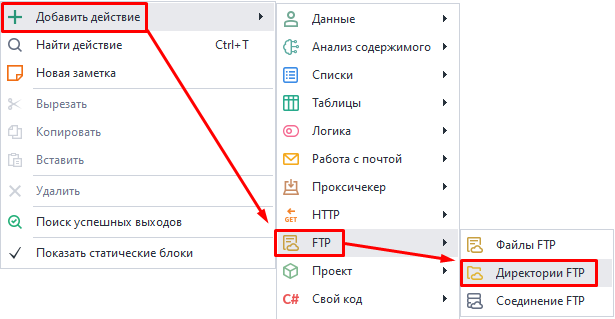 Добавить действие
Найти действие Ctrl+T
Новая заметка
Вырезать
Копировать
Вставить
Удалить
Поиск успешных выходов
Показать статические блоки
Данные
Анализ содержимого
Списки
Таблицы
Логика
Работа с почтой
Проксичекер
GET HTTP
FTP
Проект
C# Свой код
Файлы FTP
Директории FTP
Соединение FTP